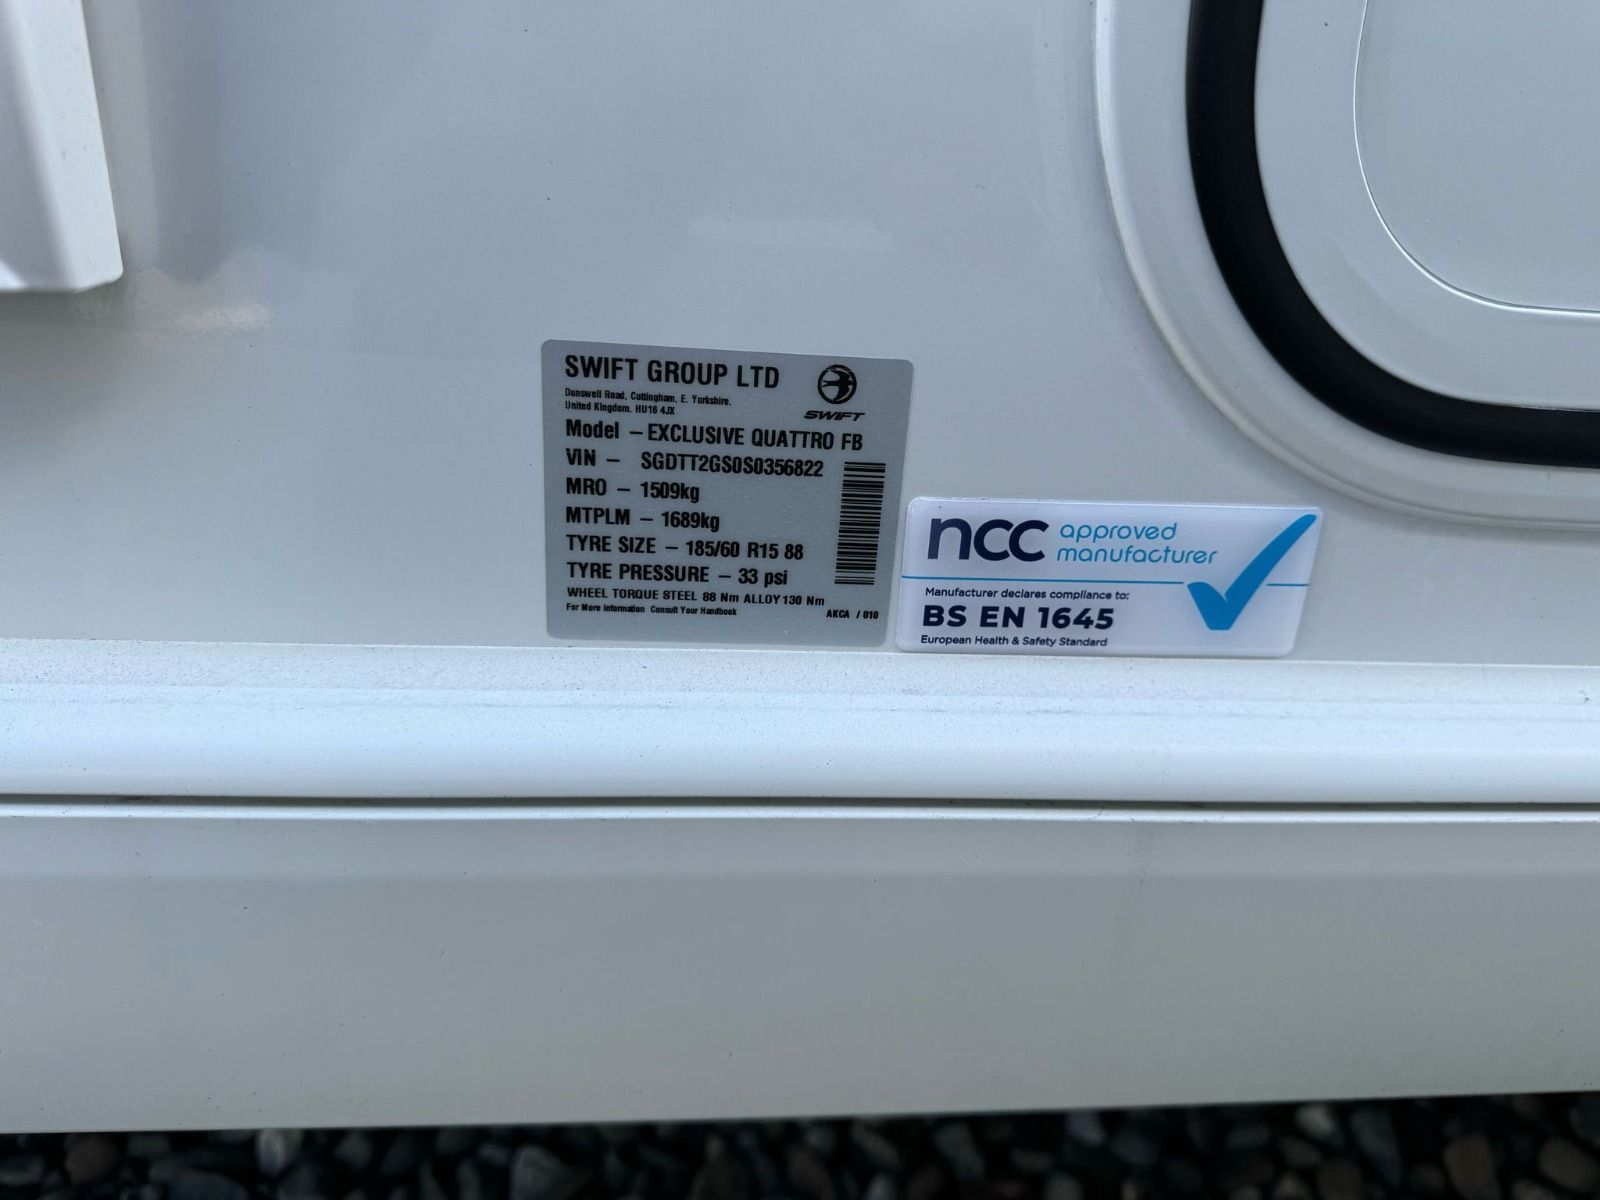 SWIFT GROUP LTD
SWIFT
Dunswell Road, Cottingham, E. Yorkshire,
United Kingdom. HU16 4JX
Model – EXCLUSIVE QUATTRO FB
VIN – SGDTT2GS0S0356822
MRO – 1509kg
MTPLM – 1689kg
TYRE SIZE – 185/60 R15 88
TYRE PRESSURE – 33 psi
WHEEL TORQUE STEEL 88 Nm ALLOY 130 Nm
For More Information Consult Your Handbook
AKCA / 010
ncc approved
manufacturer
Manufacturer declares compliance to:
BS EN 1645
European Health & Safety Standard